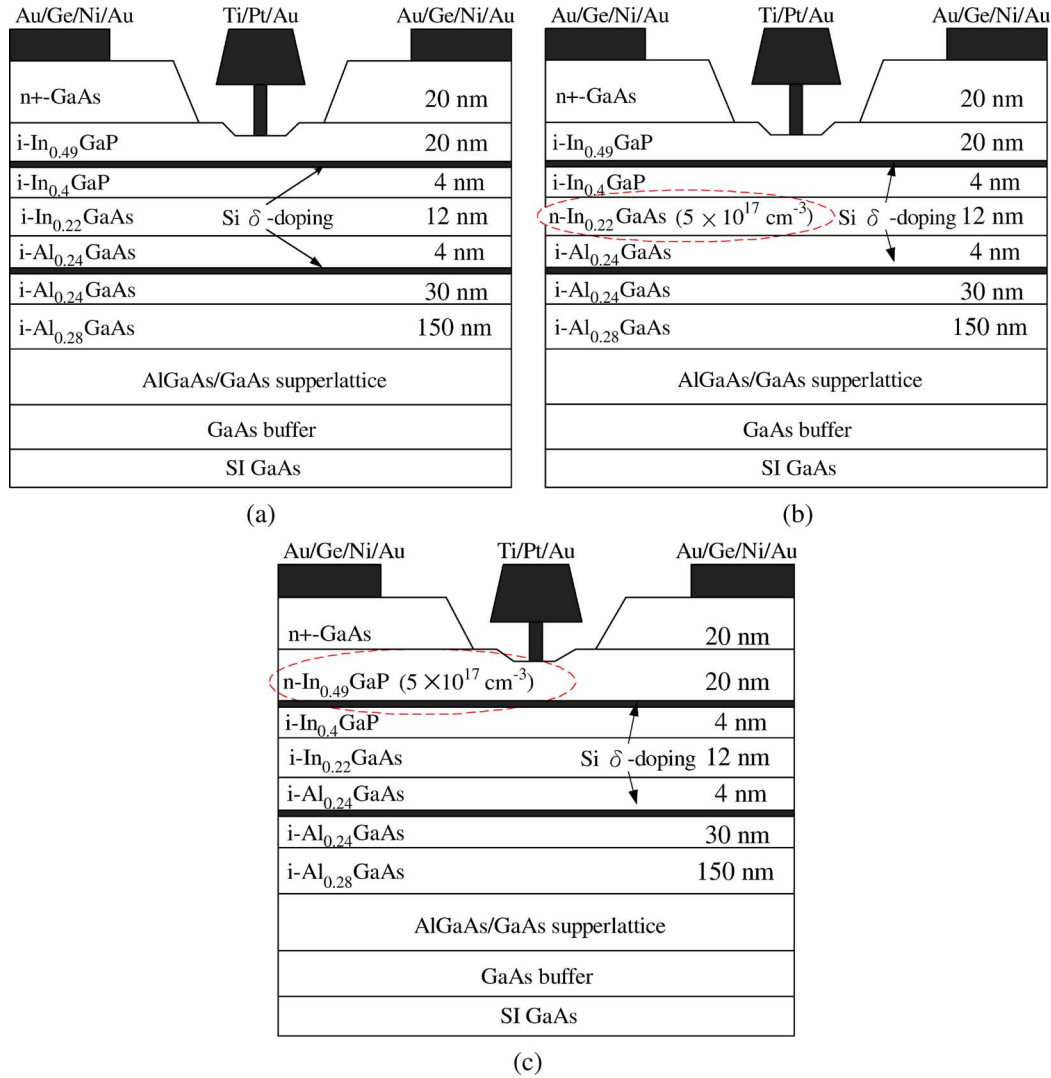 Au/Ge/Ni/Au Ti/Pt/Au Au/Ge/Ni/Au
n+-GaAs 20 nm
i-In0.49GaP 20 nm
i-In0.4GaP 4 nm
i-In0.22GaAs Si δ -doping 12 nm
i-Al0.24GaAs 4 nm
i-Al0.24GaAs 30 nm
i-Al0.28GaAs 150 nm
AlGaAs/GaAs supperlattice
GaAs buffer
SI GaAs
(a)
Au/Ge/Ni/Au Ti/Pt/Au Au/Ge/Ni/Au
n+-GaAs 20 nm
i-In0.49GaP 20 nm
i-In0.4GaP 4 nm
n-In0.22GaAs (5 × 10^17 cm^-3) Si δ -doping 12 nm
i-Al0.24GaAs 4 nm
i-Al0.24GaAs 30 nm
i-Al0.28GaAs 150 nm
AlGaAs/GaAs supperlattice
GaAs buffer
SI GaAs
(b)
Au/Ge/Ni/Au Ti/Pt/Au Au/Ge/Ni/Au
n+-GaAs 20 nm
n-In0.49GaP (5 ×10^17 cm^-3) 20 nm
i-In0.4GaP 4 nm
i-In0.22GaAs Si δ -doping 12 nm
i-Al0.24GaAs 4 nm
i-Al0.24GaAs 30 nm
i-Al0.28GaAs 150 nm
AlGaAs/GaAs supperlattice
GaAs buffer
SI GaAs
(c)